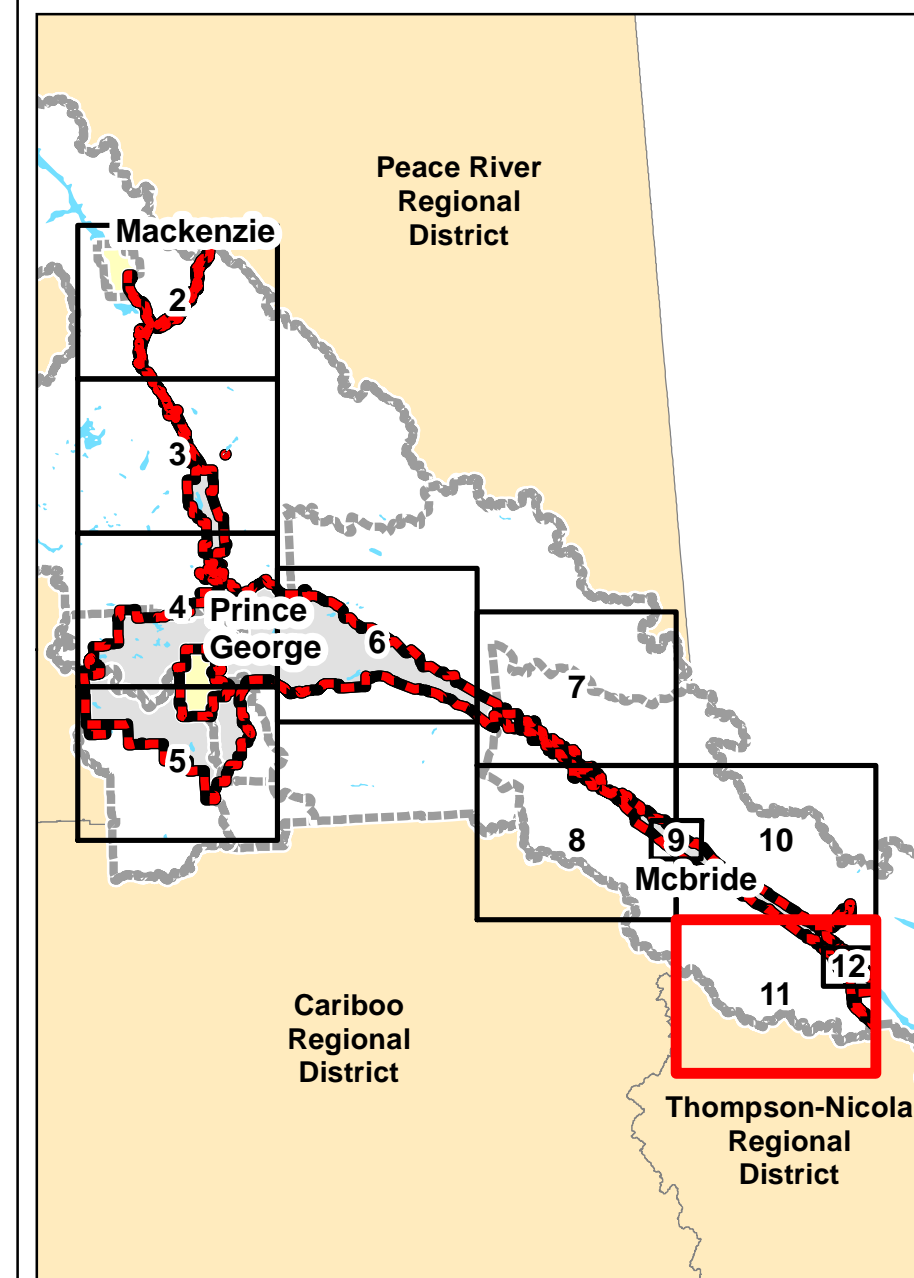 Peace River
Regional
District
Mackenzie
2
3
4
Prince
George
6
7
5
8
9
10
Mcbride
12
11
Cariboo
Regional
District
Thompson-Nicola
Regional
District